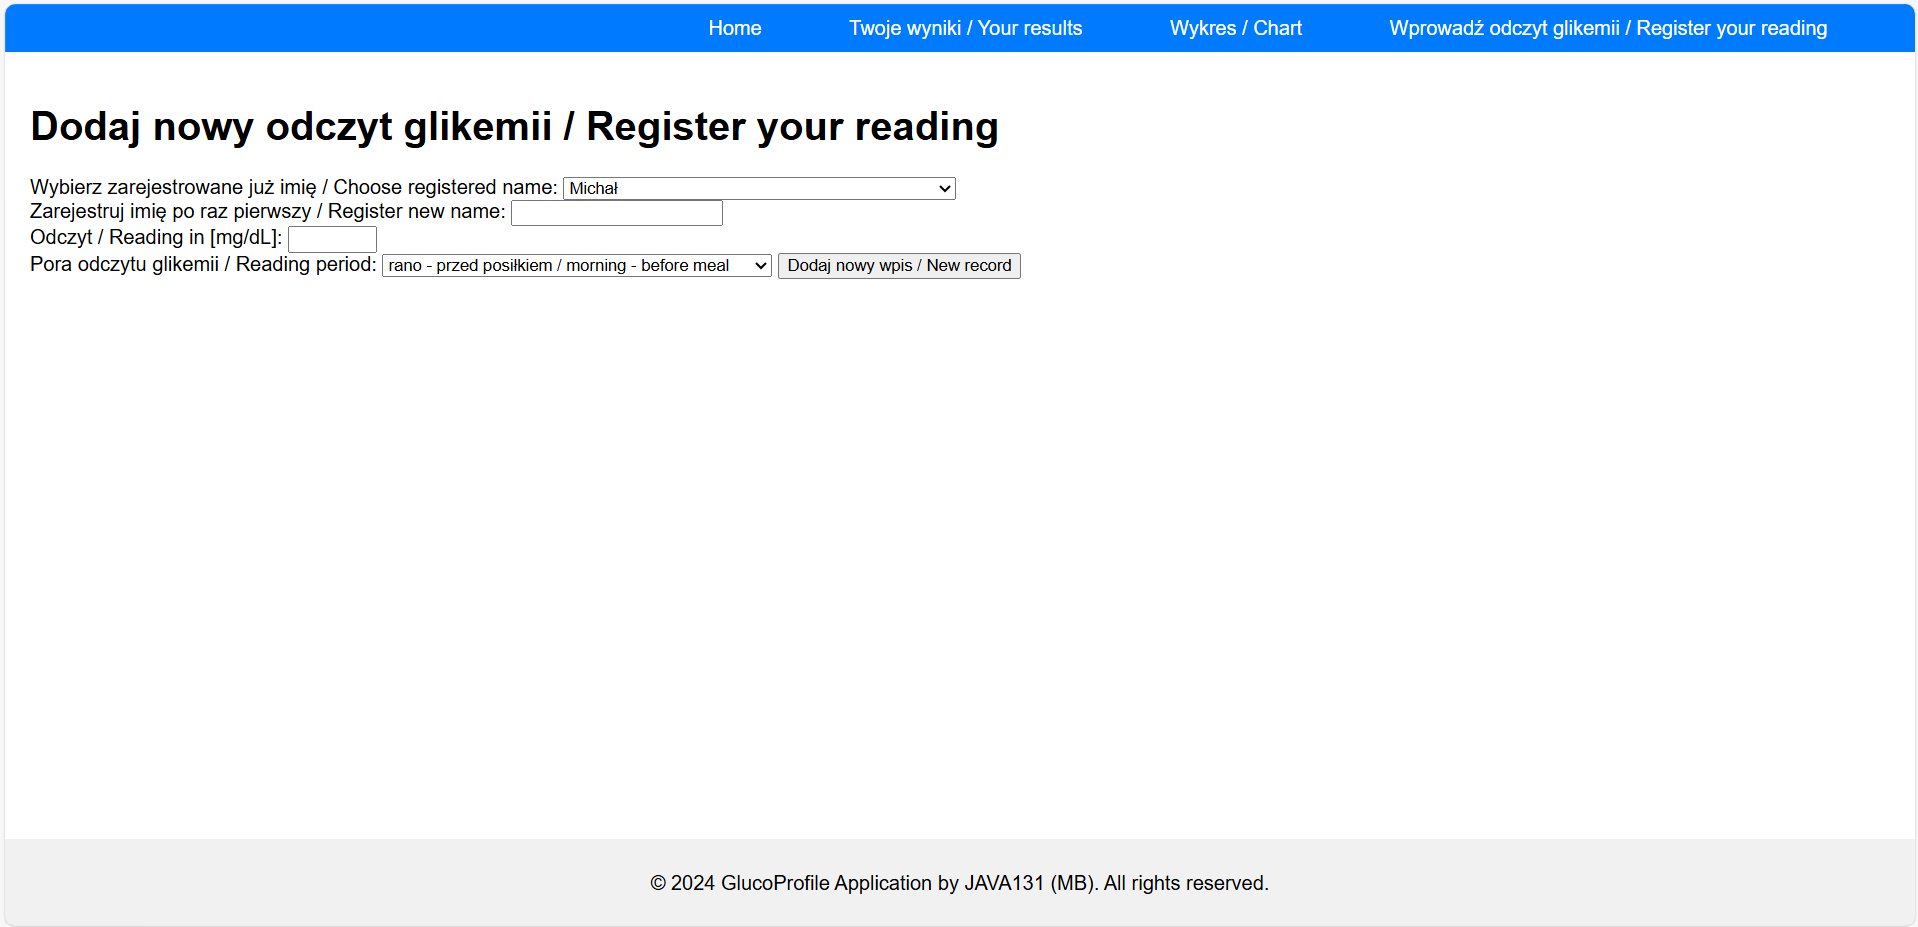 Home Twoje wyniki / Your results Wykres / Chart Wprowadź odczyt glikemii / Register your reading
Dodaj nowy odczyt glikemii / Register your reading
Wybierz zarejestrowane już imię / Choose registered name: Michał
Zarejestruj imię po raz pierwszy / Register new name:
Odczyt / Reading in [mg/dL]:
Pora odczytu glikemii / Reading period: rano - przed posiłkiem / morning - before meal Dodaj nowy wpis / New record
© 2024 GlucoProfile Application by JAVA131 (MB). All rights reserved.